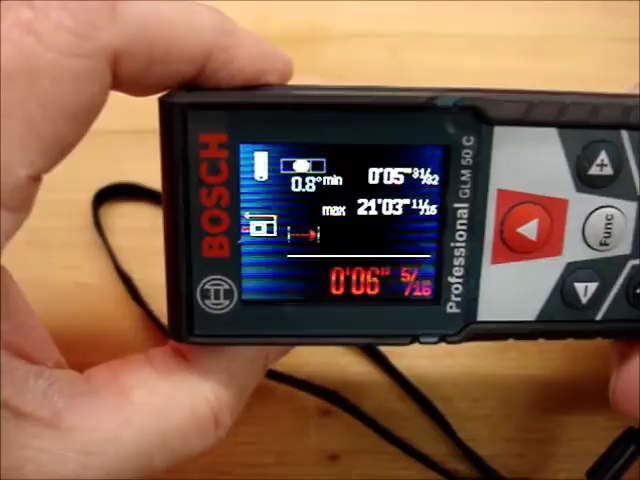 BOSCH
0.8° min 0'05" 31/32
max 21'03" 11/16
0'06" 5/16
Professional GLM 50 C
Func